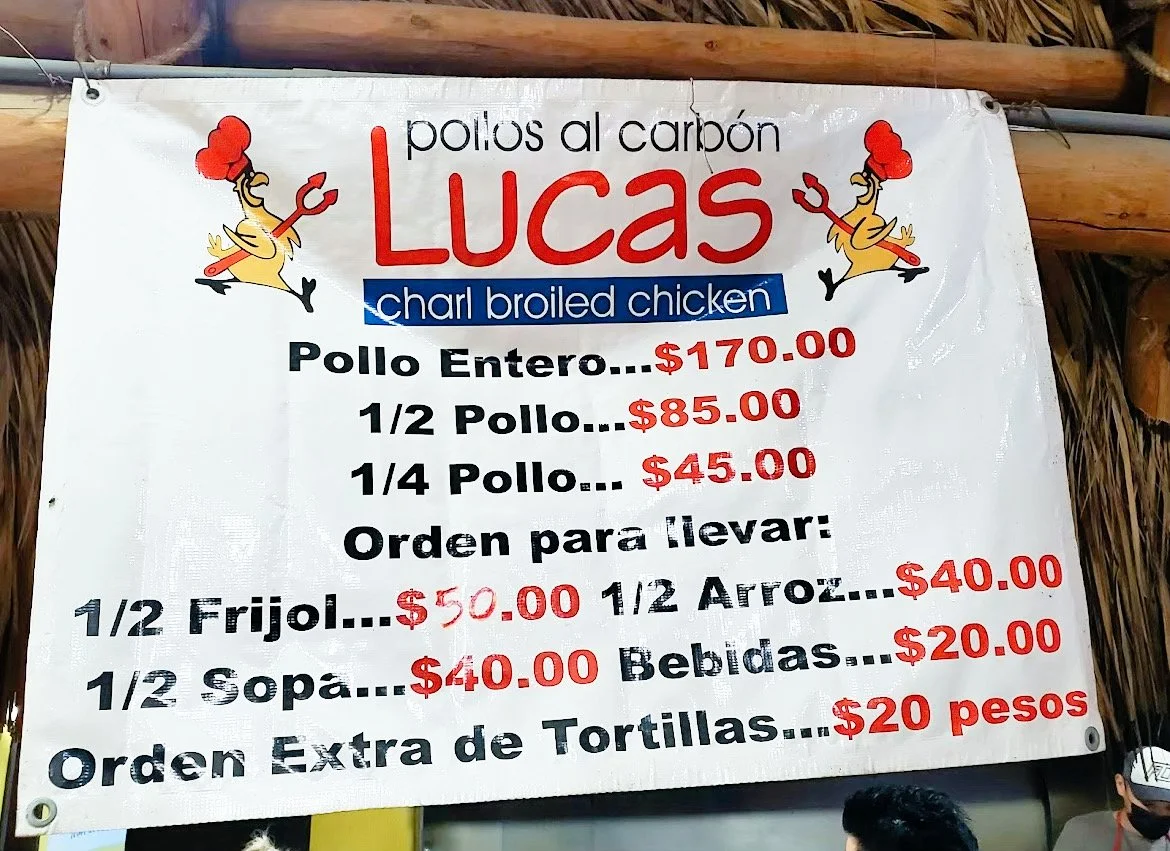 pollos al carbón
Lucas
charl broiled chicken
Pollo Entero...$170.00
1/2 Pollo...$85.00
1/4 Pollo... $45.00
Orden para llevar:
1/2 Frijol...$50.00 1/2 Arroz...$40.00
1/2 Sopa...$40.00 Bebidas...$20.00
Orden Extra de Tortillas...$20 pesos